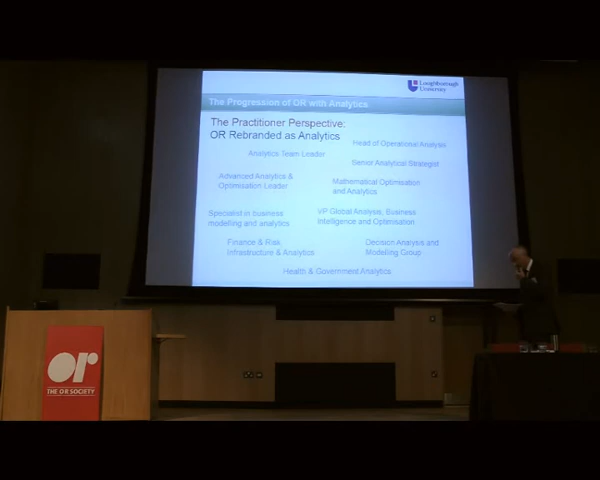 Loughborough
University
The Progression of OR with Analytics
The Practitioner Perspective:
OR Rebranded as Analytics
Head of Operational Analysis
Analytics Team Leader
Senior Analytical Strategist
Advanced Analytics &
Optimisation Leader
Mathematical Optimisation
and Analytics
Specialist in business
modelling and analytics
VP Global Analysis, Business
Intelligence and Optimisation
Finance & Risk,
Infrastructure & Analytics
Decision Analysis and
Modelling Group
Health & Government Analytics
or
THE OR SOCIETY